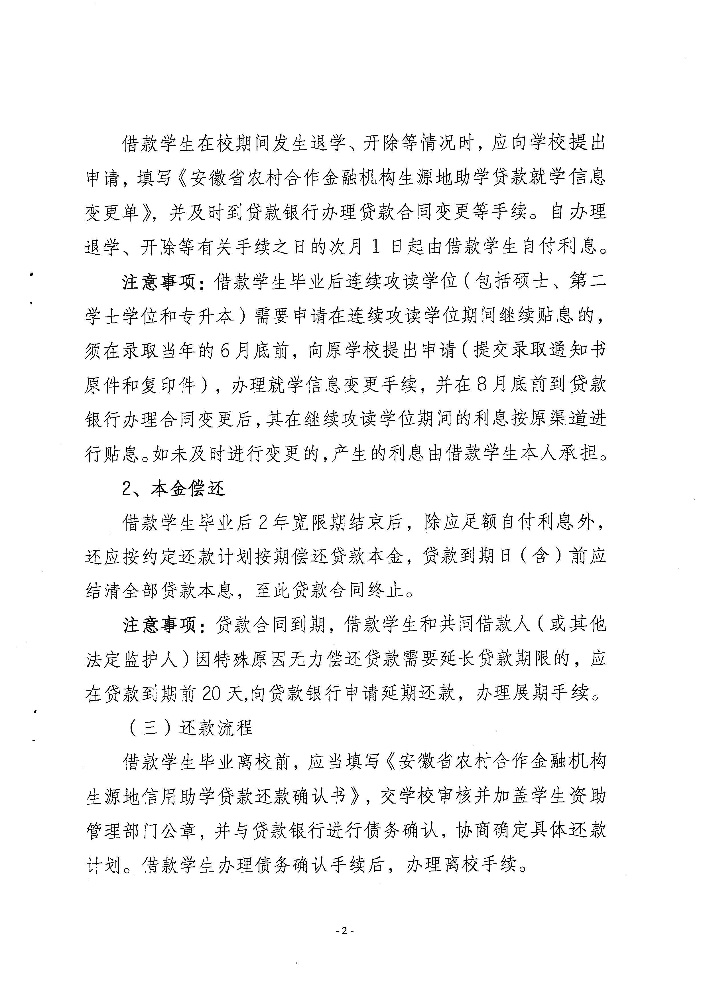 借款学生在校期间发生退学、开除等情况时，应向学校提出
申请，填写《安徽省农村合作金融机构生源地助学贷款就学信息
变更单》，并及时到贷款银行办理贷款合同变更等手续。自办理
退学、开除等有关手续之日的次月1日起由借款学生自付利息。
注意事项：借款学生毕业后连续攻读学位（包括硕士、第二
学士学位和专升本）需要申请在连续攻读学位期间继续贴息的，
须在录取当年的6月底前，向原学校提出申请（提交录取通知书
原件和复印件），办理就学信息变更手续，并在8月底前到贷款
银行办理合同变更后，其在继续攻读学位期间的利息按原渠道进
行贴息。如未及时进行变更的，产生的利息由借款学生本人承担。
2、本金偿还
借款学生毕业后2年宽限期结束后，除应足额自付利息外，
还应按约定还款计划按期偿还贷款本金，贷款到期日（含）前应
结清全部贷款本息，至此贷款合同终止。
注意事项：贷款合同到期，借款学生和共同借款人（或其他
法定监护人）因特殊原因无力偿还贷款需要延长贷款期限的，应
在贷款到期前20天,向贷款银行申请延期还款，办理展期手续。
（三）还款流程
借款学生毕业离校前，应当填写《安徽省农村合作金融机构
生源地信用助学贷款还款确认书》，交学校审核并加盖学生资助
管理部门公章，并与贷款银行进行债务确认，协商确定具体还款
计划。借款学生办理债务确认手续后，办理离校手续。
- 2 -